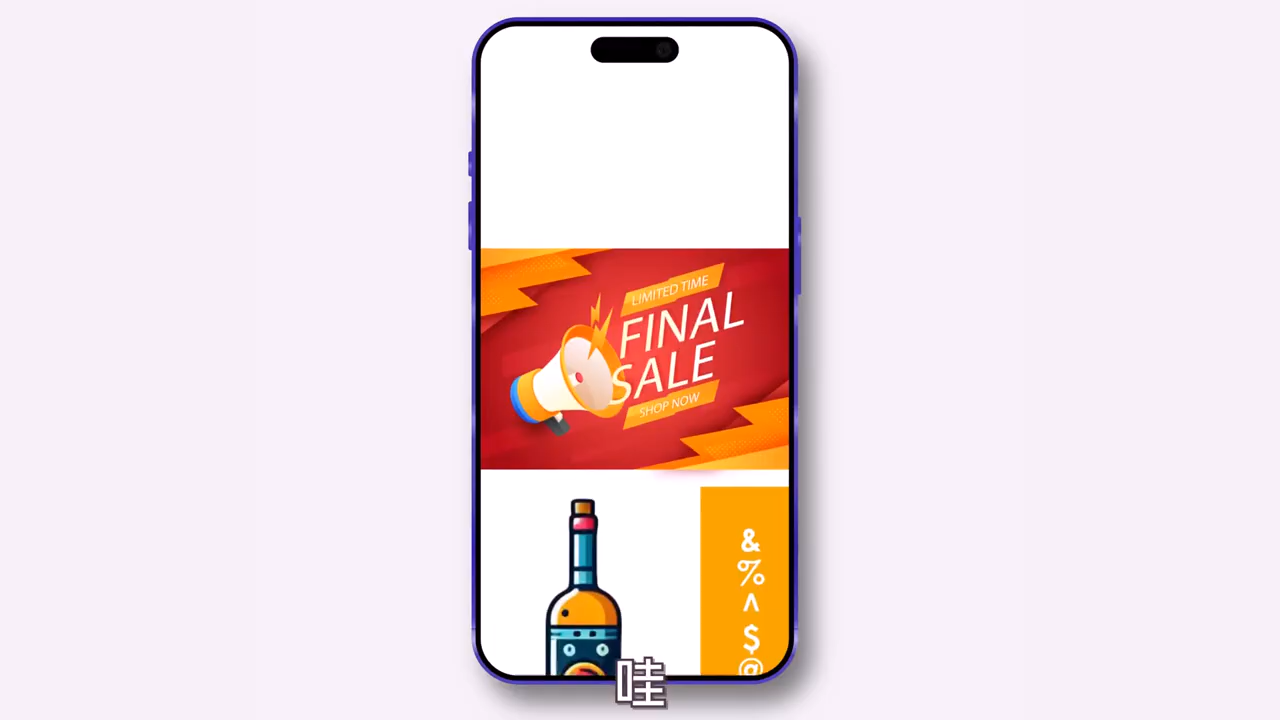 LIMITED TIME
FINAL
SALE
SHOP NOW
&
%
^
$
@
哇